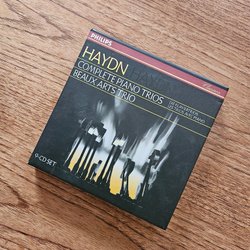 PHILIPS
HAYDN
COMPLETE PIANO TRIOS
BEAUX ARTS TRIO
9-CD SET